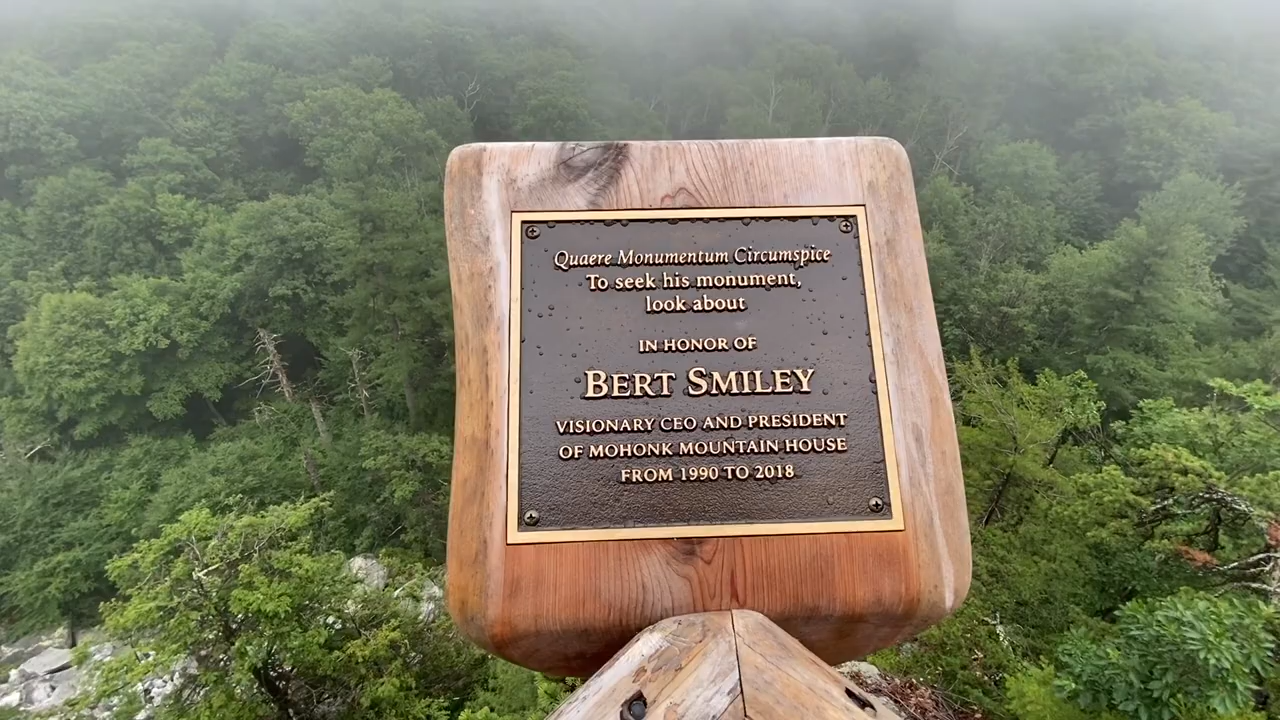 Quaere Monumentum Circumspice
To seek his monument,
look about
IN HONOR OF
BERT SMILEY
VISIONARY CEO AND PRESIDENT
OF MOHONK MOUNTAIN HOUSE
FROM 1990 TO 2018